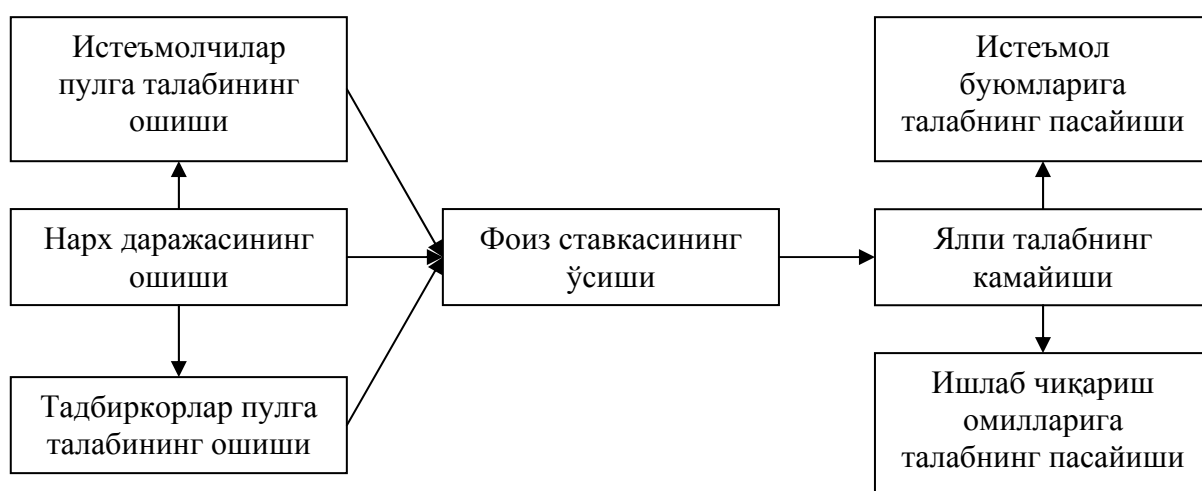 Истеъмолчилар
пулга талабининг
ошиши
Нарх даражасининг
ошиши
Тадбиркорлар пулга
талабининг ошиши
Фоиз ставкасининг
ўсиши
Истеъмол
буюмларига
талабнинг пасайиши
Ялпи талабнинг
камайиши
Ишлаб чиқариш
омилларига
талабнинг пасайиши